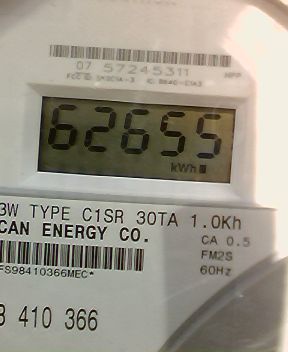 07 57245311
62655
kWh
3W TYPE C1SR 30TA 1.0Kh
CAN ENERGY CO.
CA 0.5
FM2S
60Hz
FS98410366MEC*
410 366